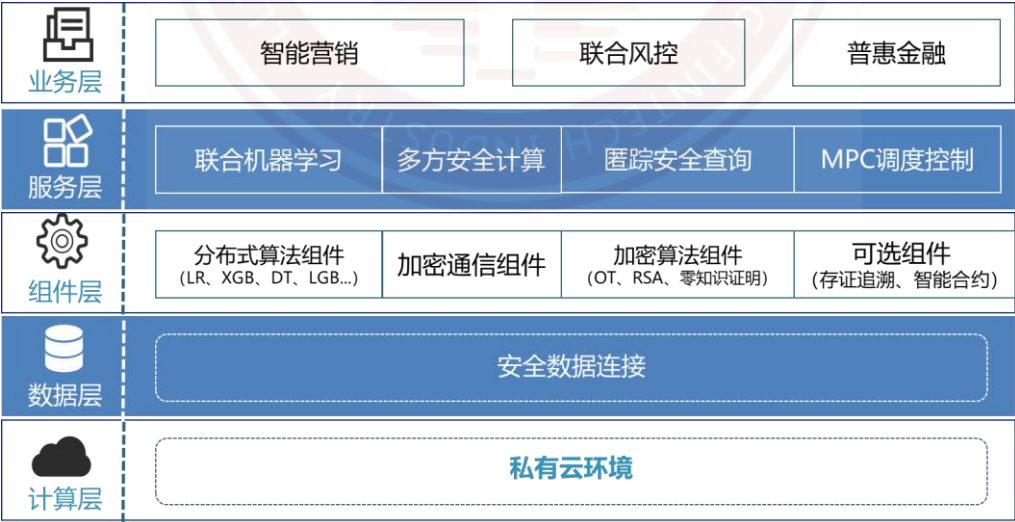 业务层
智能营销
联合风控
普惠金融
服务层
联合机器学习
多方安全计算
匿踪安全查询
MPC调度控制
组件层
分布式算法组件
(LR、XGB、DT、LGB...)
加密通信组件
加密算法组件
(OT、RSA、零知识证明)
可选组件
(存证追溯、智能合约)
数据层
安全数据连接
计算层
私有云环境
FINTECH INDUSTRY